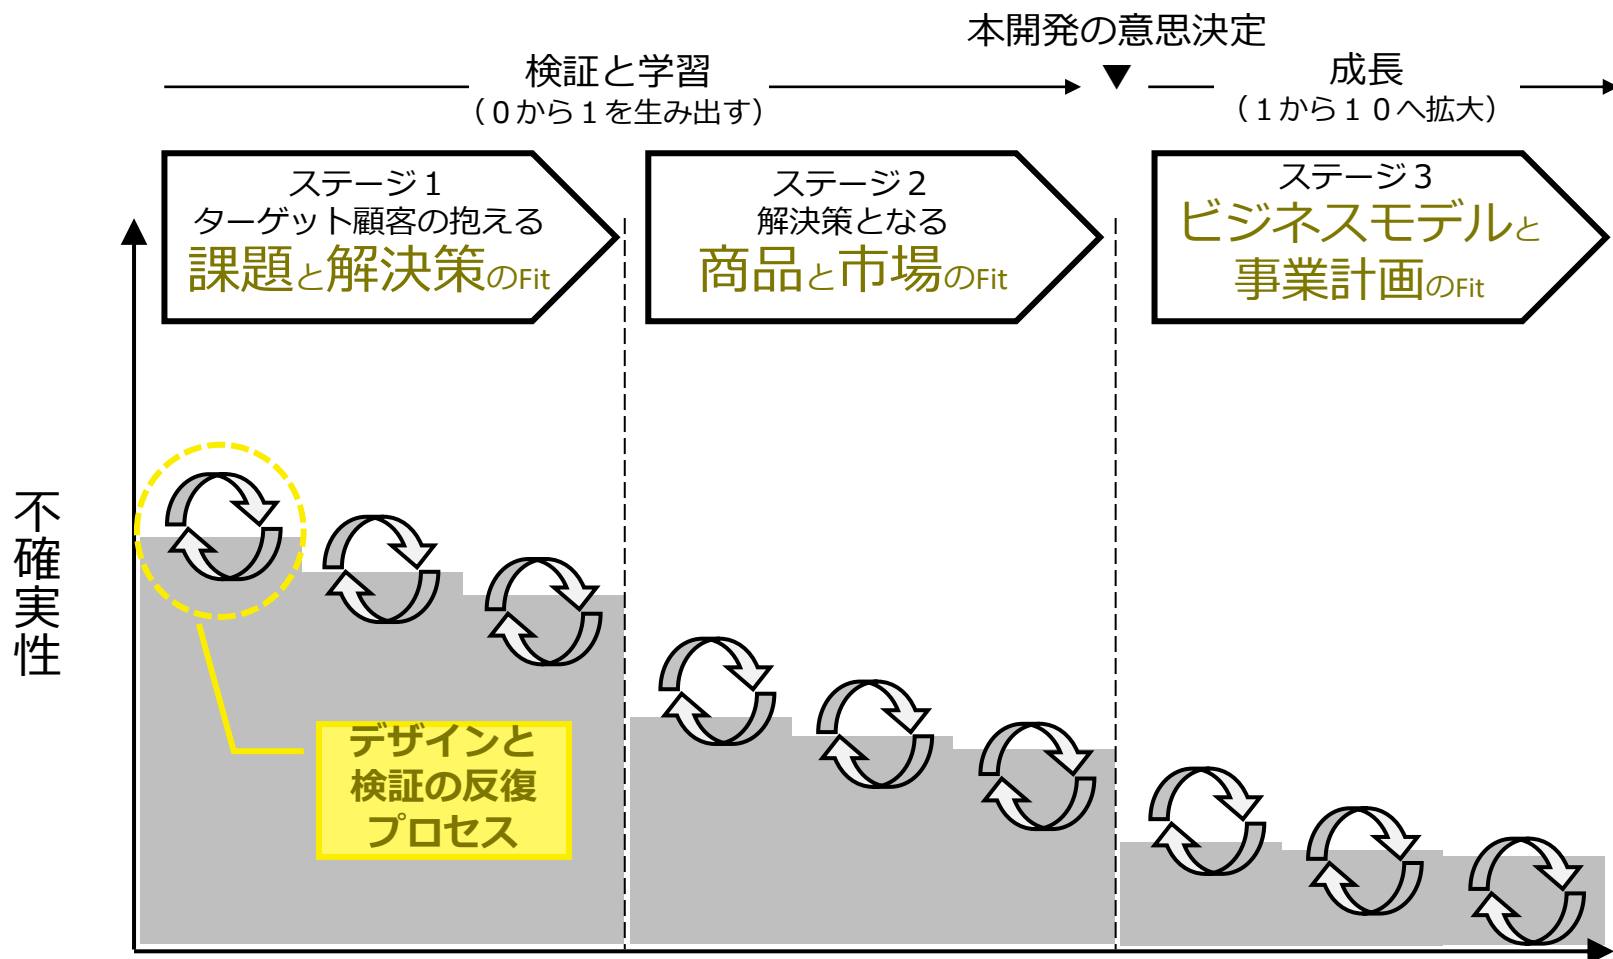 本開発の意思決定
▼
検証と学習
（０から１を生み出す）
成長
（１から１０へ拡大）
ステージ１
ターゲット顧客の抱える
課題と解決策のFit
ステージ２
解決策となる
商品と市場のFit
ステージ３
ビジネスモデルと
事業計画のFit
不確実性
デザインと
検証の反復
プロセス